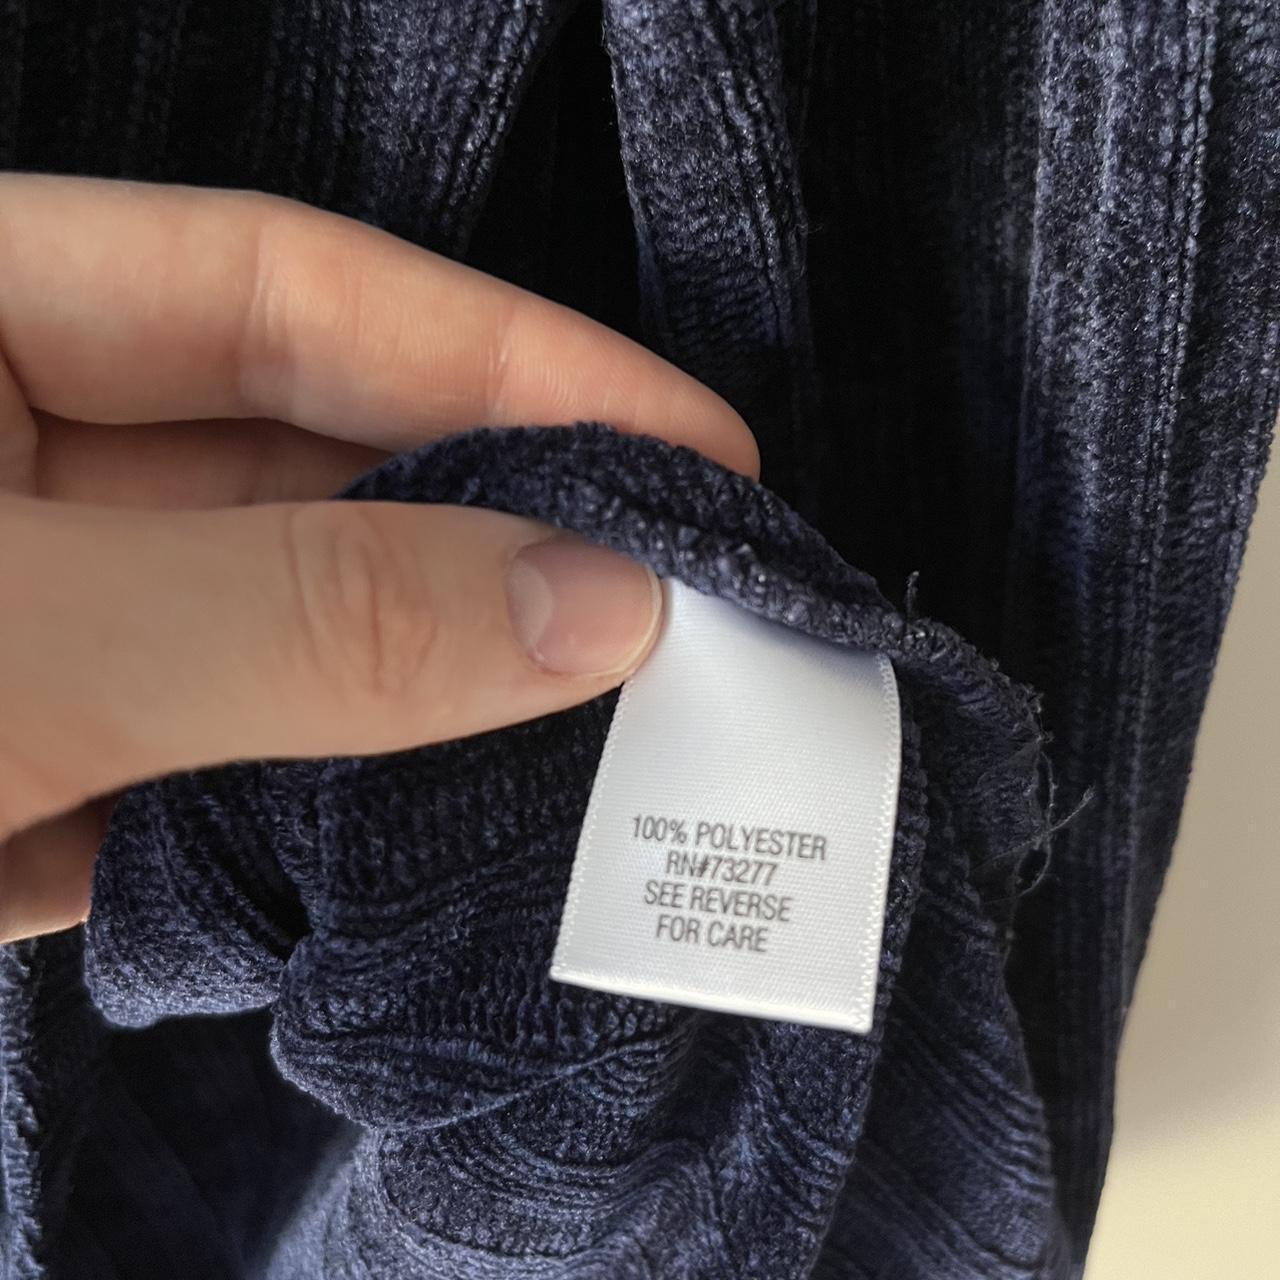 100% POLYESTER
RN#73277
SEE REVERSE
FOR CARE